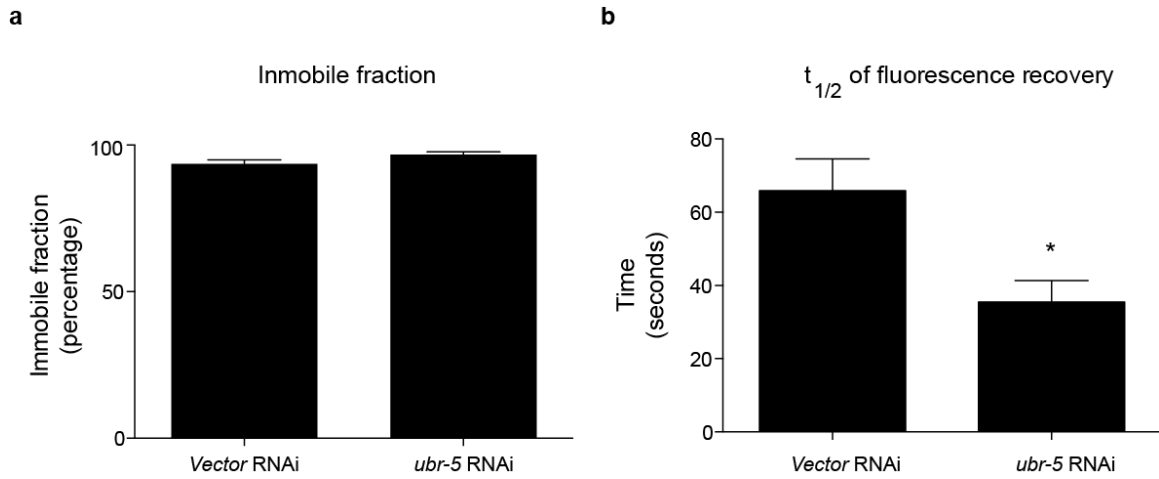 a
Inmobile fraction
Immobile fraction
(percentage)
100
50
0
Vector RNAi
ubr-5 RNAi
b
t1/2 of fluorescence recovery
Time
(seconds)
80
60
40
20
0
*
Vector RNAi
ubr-5 RNAi